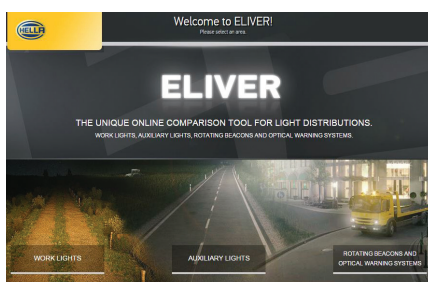 HELLA
Welcome to ELIVER!
Please select an area.
ELIVER
THE UNIQUE ONLINE COMPARISON TOOL FOR LIGHT DISTRIBUTIONS.
WORK LIGHTS, AUXILIARY LIGHTS, ROTATING BEACONS AND OPTICAL WARNING SYSTEMS.
WORK LIGHTS
AUXILIARY LIGHTS
ROTATING BEACONS AND
OPTICAL WARNING SYSTEMS